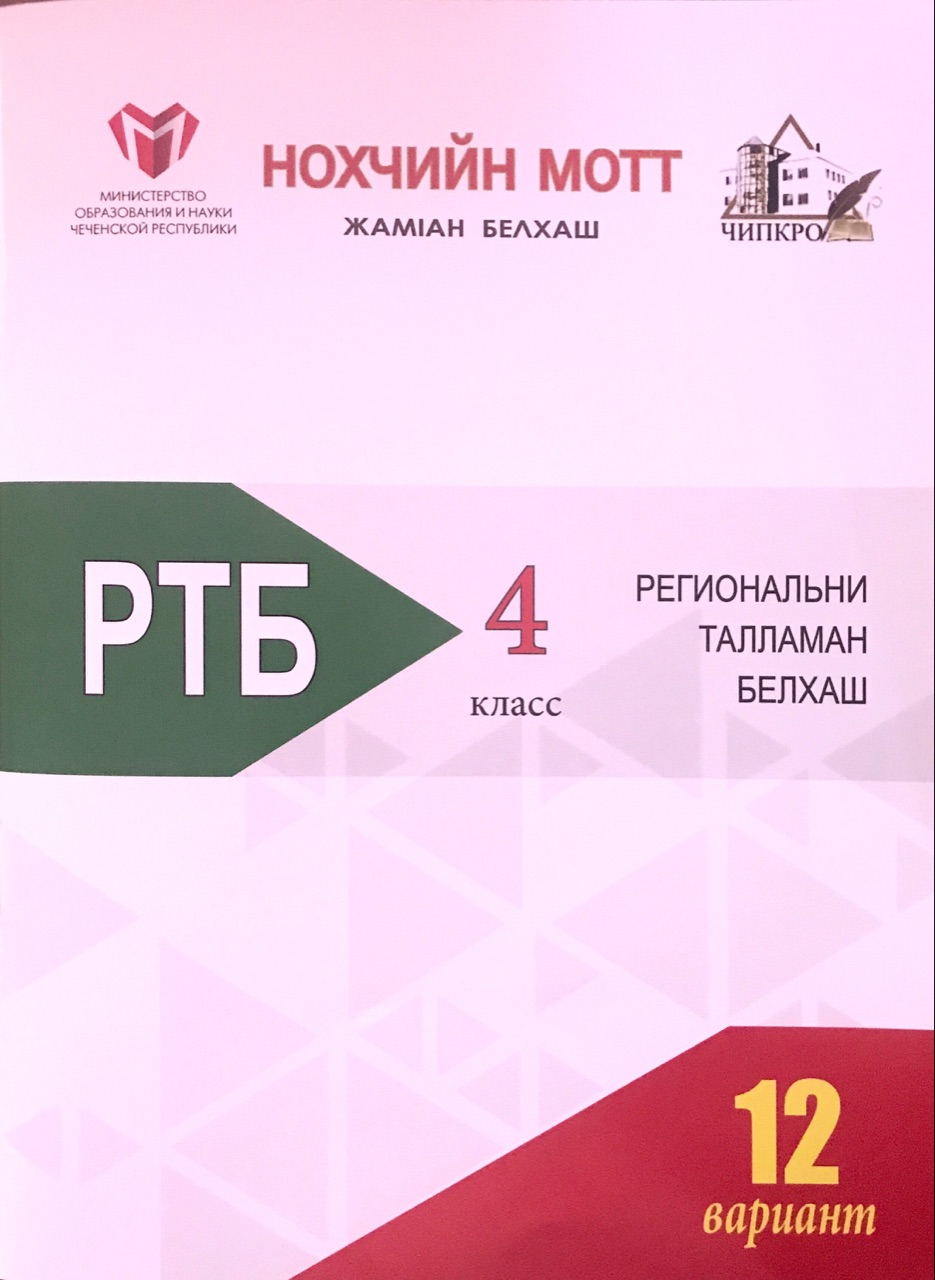 МИНИСТЕРСТВО
ОБРАЗОВАНИЯ И НАУКИ
ЧЕЧЕНСКОЙ РЕСПУБЛИКИ
НОХЧИЙН МОТТ
ЖАМIАН БЕЛХАШ
ЧИПКРО
РТБ
4
класс
РЕГИОНАЛЬНИ
ТАЛЛАМАН
БЕЛХАШ
12
вариант